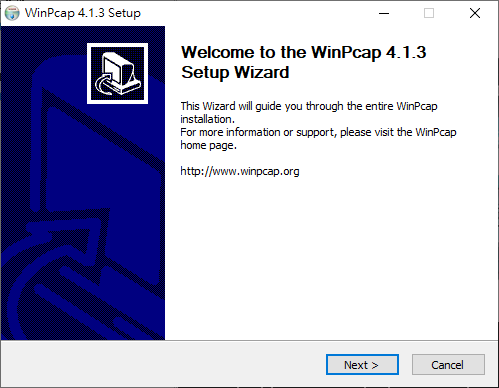 WinPcap 4.1.3 Setup
Welcome to the WinPcap 4.1.3
Setup Wizard
This Wizard will guide you through the entire WinPcap
installation.
For more information or support, please visit the WinPcap
home page.
http://www.winpcap.org
Next >
Cancel